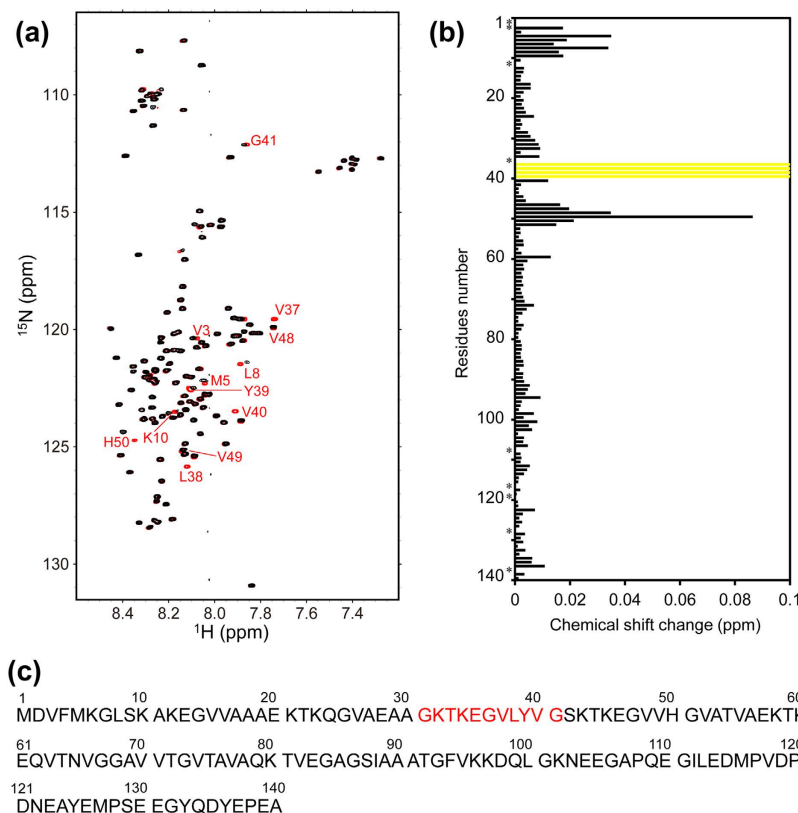 (a)
110
115
120
125
130
¹⁵N (ppm)
G41
V37
V3
V48
L8
M5
Y39
V40
K10
H50
V49
L38
8.4 8.2 8.0 7.8 7.6 7.4
¹H (ppm)
(b)
1
20
40
60
80
100
120
140
Residues number
*
*
*
*
*
*
*
*
*
0 0.02 0.04 0.06 0.08 0.1
Chemical shift change (ppm)
(c)
1 10 20 30 40 50 60
MDVFMKGLSK AKEGVVAAAE KTKQGVAEAA GKTKEGVLYV GSKTKEGVVH GVATVAEKTK
61 70 80 90 100 110 120
EQVTNVGGAV VTGVTAVAQK TVEGAGSIAA ATGFVKKDQL GKNEEGAPQE GILEDMPVDP
121 130 140
DNEAYEMPSE EGYQDYEPEA